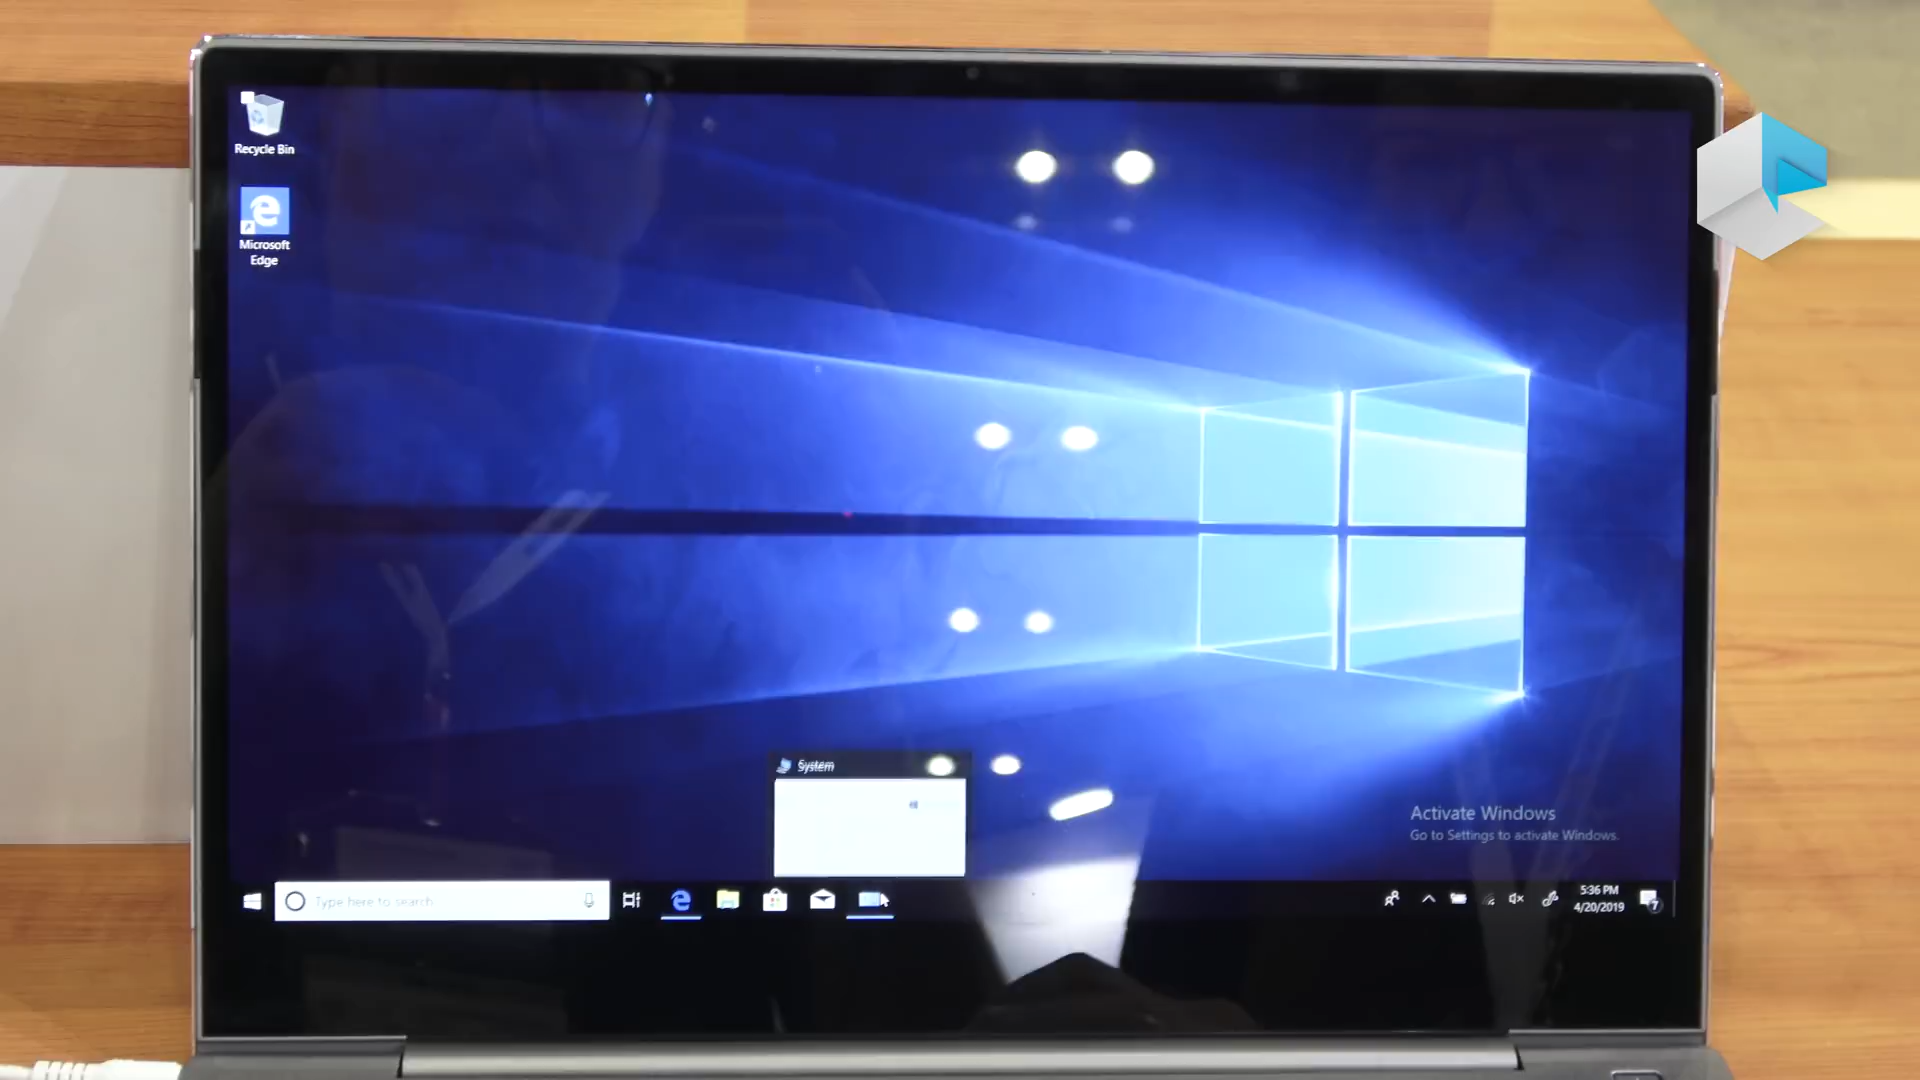 Recycle Bin
Microsoft
Edge
System
Activate Windows
Go to Settings to activate Windows.
Type here to search
5:36 PM
4/20/2019
7